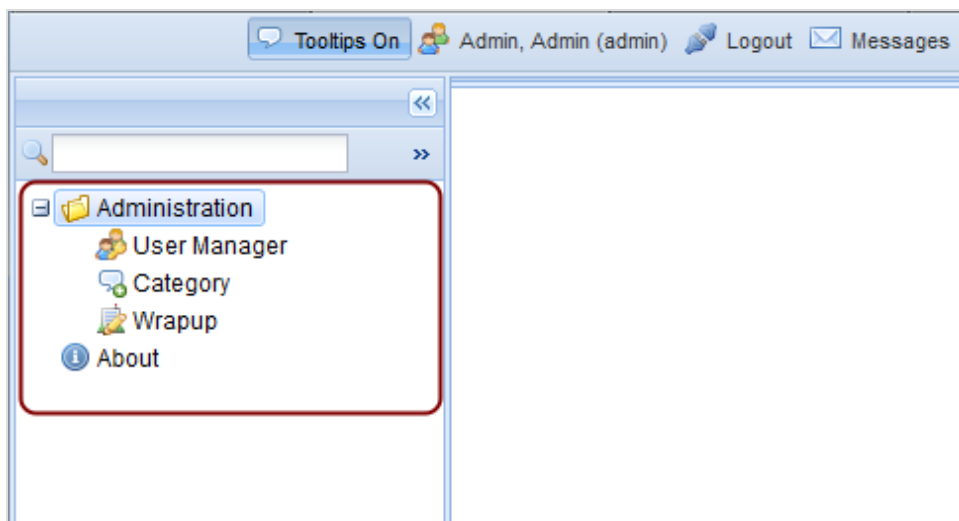 Tooltips On Admin, Admin (admin) Logout Messages
Administration
User Manager
Category
Wrapup
About